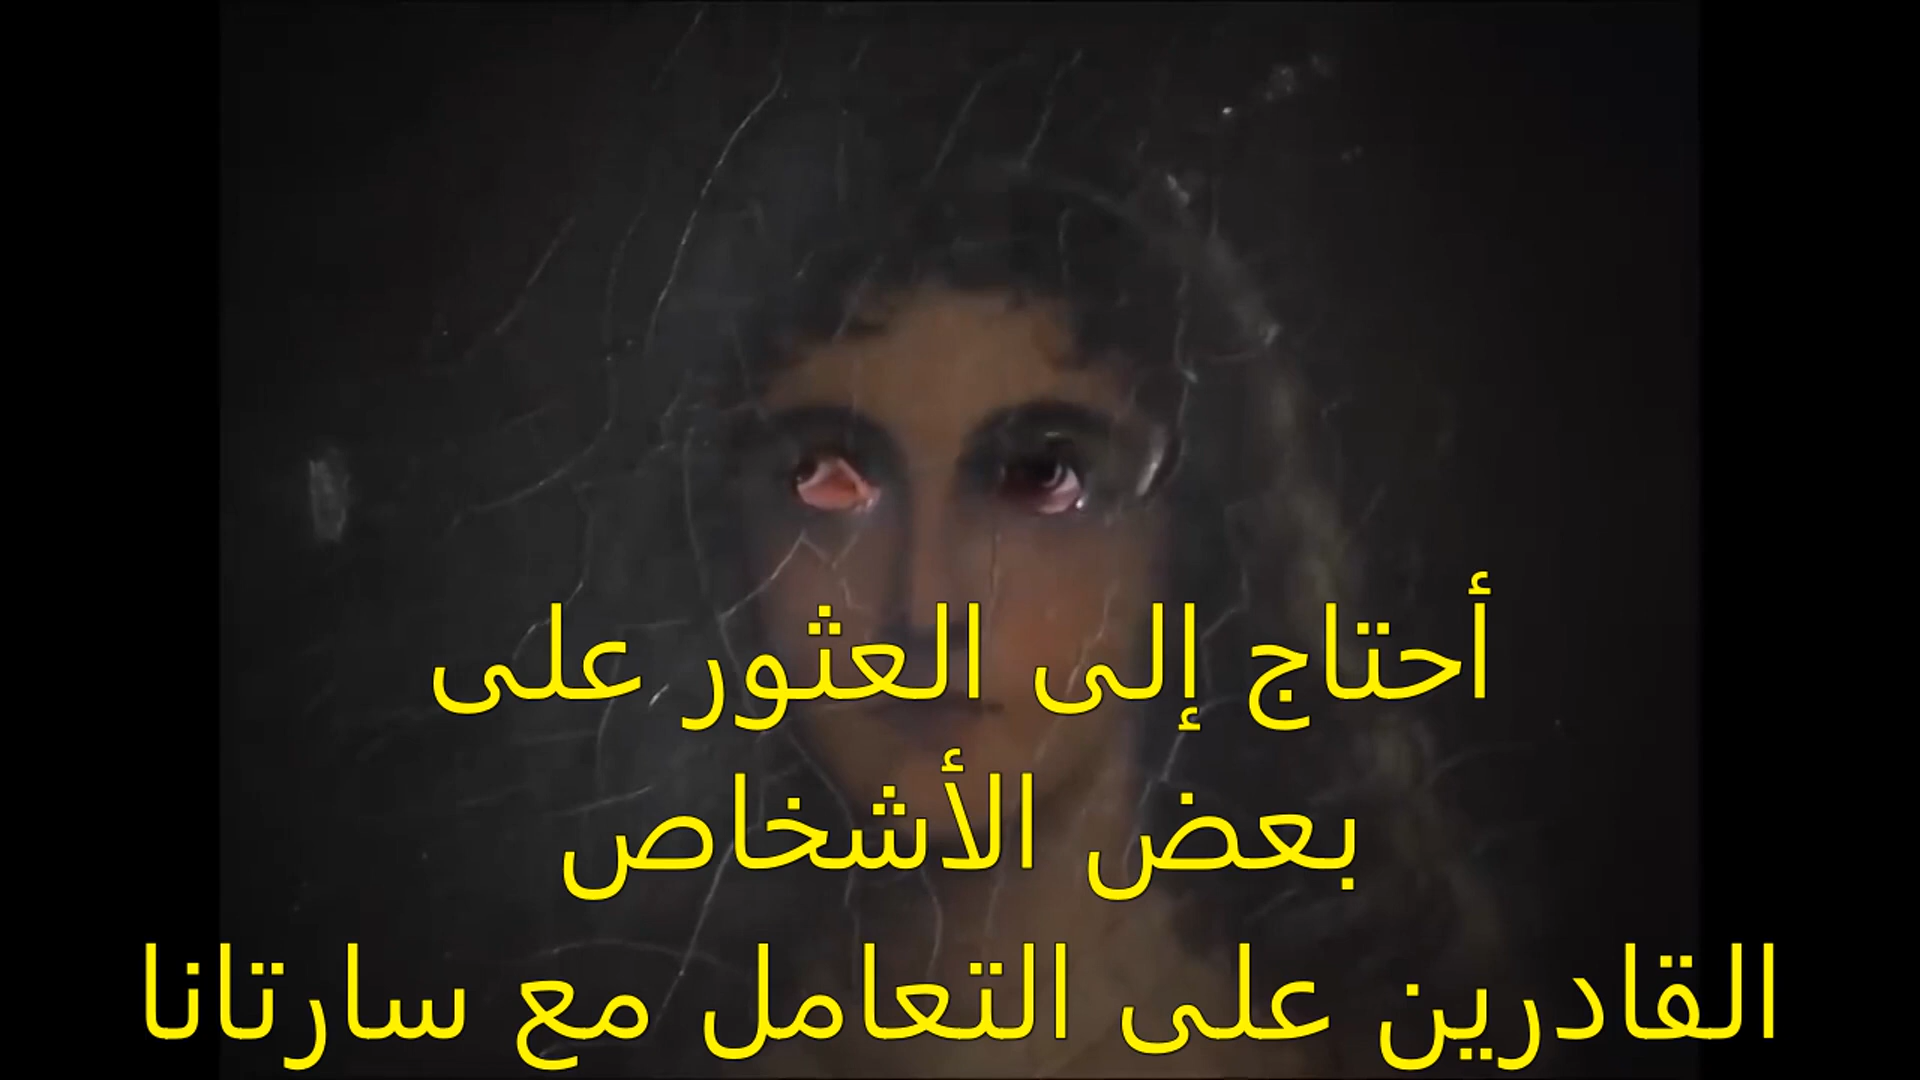 أحتاج إلى العثور على
بعض الأشخاص
القادرين على التعامل مع سارتانا